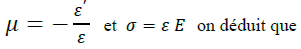 μ = − ε′/ε et σ = ε E on déduit que